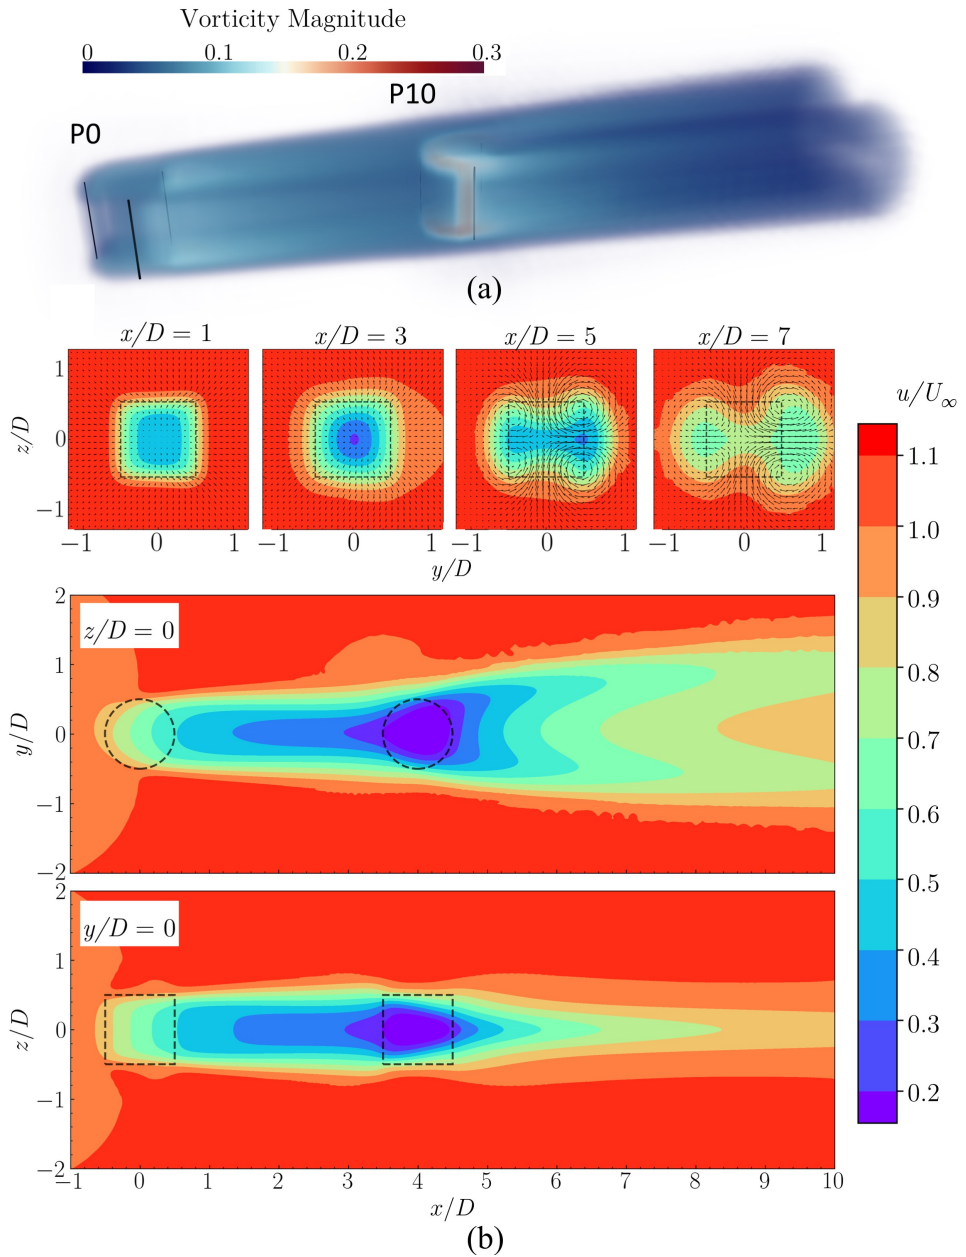 Vorticity Magnitude
0 0.1 0.2 0.3
P10
P0
(a)
x/D = 1 x/D = 3 x/D = 5 x/D = 7
1
0
−1
z/D
−1 0 1 −1 0 1 −1 0 1 −1 0 1
y/D
u/U∞
1.1
1.0
0.9
0.8
0.7
0.6
0.5
0.4
0.3
0.2
z/D = 0
2
1
0
−1
−2
y/D
y/D = 0
2
1
0
−1
−2
z/D
−1 0 1 2 3 4 5 6 7 8 9 10
x/D
(b)